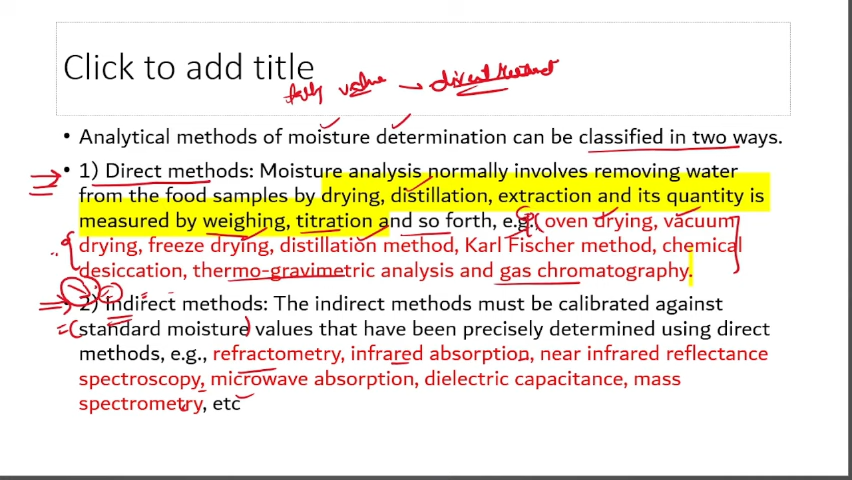 Click to add title
value → direct method
• Analytical methods of moisture determination can be classified in two ways.
• 1) Direct methods: Moisture analysis normally involves removing water
from the food samples by drying, distillation, extraction and its quantity is
measured by weighing, titration and so forth, e.g. oven drying, vacuum
drying, freeze drying, distillation method, Karl Fischer method, chemical
desiccation, thermo-gravimetric analysis and gas chromatography.
• 2) Indirect methods: The indirect methods must be calibrated against
standard moisture values that have been precisely determined using direct
methods, e.g., refractometry, infrared absorption, near infrared reflectance
spectroscopy, microwave absorption, dielectric capacitance, mass
spectrometry, etc